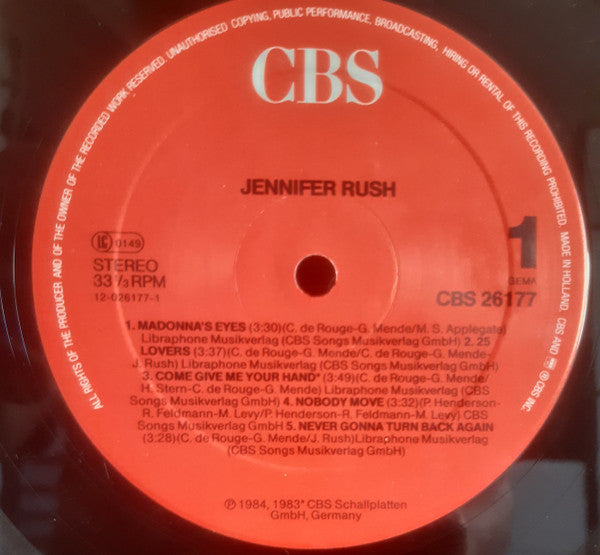 ALL RIGHTS OF THE PRODUCER AND OF THE OWNER OF THE RECORDED WORK RESERVED. UNAUTHORISED COPYING, PUBLIC PERFORMANCE, BROADCASTING, HIRING OR RENTAL OF THIS RECORDING PROHIBITED. MADE IN HOLLAND. CBS AND ® CBS INC.
CBS
JENNIFER RUSH
LC 0149
STEREO
33⅓ RPM
12-026177-1
1
GEMA
CBS 26177
1. MADONNA'S EYES (3:30)(C. de Rouge-G. Mende/M. S. Applegate)
Libraphone Musikverlag (CBS Songs Musikverlag GmbH) 2. 25
LOVERS (3:37)(C. de Rouge-G. Mende/C. de Rouge-G. Mende-
J. Rush) Libraphone Musikverlag (CBS Songs Musikverlag GmbH)
3. COME GIVE ME YOUR HAND* (3:49)(C. de Rouge-G. Mende/
H. Stern-C. de Rouge-G. Mende) Libraphone Musikverlag (CBS
Songs Musikverlag GmbH) 4. NOBODY MOVE (3:32)(P. Henderson-
R. Feldmann-M. Levy/P. Henderson-R. Feldmann-M. Levy) CBS
Songs Musikverlag GmbH 5. NEVER GONNA TURN BACK AGAIN
(3:28)(C. de Rouge-G. Mende/J. Rush)Libraphone Musikverlag
(CBS Songs Musikverlag GmbH)
℗ 1984, 1983* CBS Schallplatten
GmbH, Germany